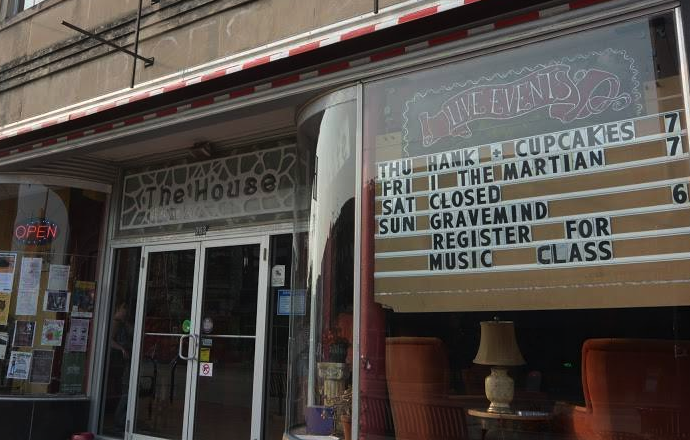 LIVE EVENTS
THU HANK + CUPCAKES 7
FRI I THE MARTIAN 7
SAT CLOSED
SUN GRAVEMIND 6
REGISTER FOR
MUSIC CLASS
The House
263
OPEN